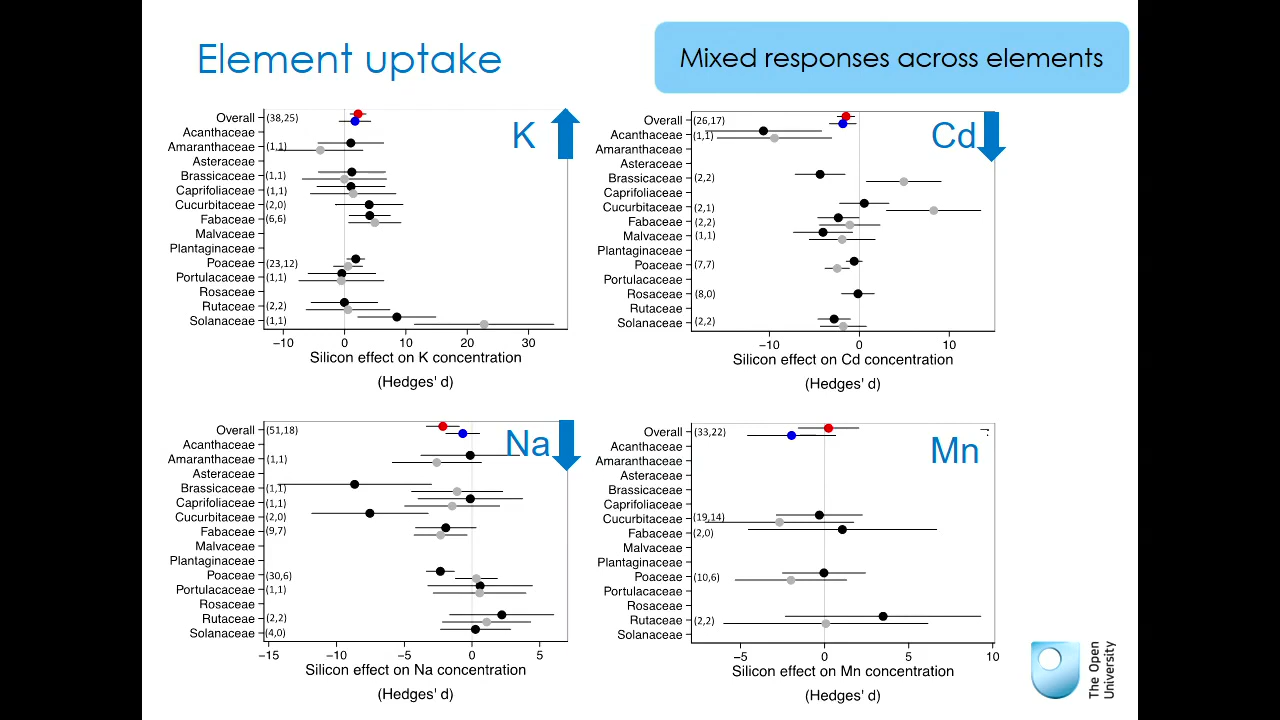 Element uptake
Mixed responses across elements
K
Overall (38,25)
Acanthaceae
Amaranthaceae (1,1)
Asteraceae
Brassicaceae (1,1)
Caprifoliaceae (1,1)
Cucurbitaceae (2,0)
Fabaceae (6,6)
Malvaceae
Plantaginaceae
Poaceae (23,12)
Portulacaceae (1,1)
Rosaceae
Rutaceae (2,2)
Solanaceae (1,1)
−10 0 10 20 30
Silicon effect on K concentration
(Hedges' d)
Cd
Overall (26,17)
Acanthaceae (1,1)
Amaranthaceae
Asteraceae
Brassicaceae (2,2)
Caprifoliaceae
Cucurbitaceae (2,1)
Fabaceae (2,2)
Malvaceae (1,1)
Plantaginaceae
Poaceae (7,7)
Portulacaceae
Rosaceae (8,0)
Rutaceae
Solanaceae (2,2)
−10 0 10
Silicon effect on Cd concentration
(Hedges' d)
Na
Overall (51,18)
Acanthaceae
Amaranthaceae (1,1)
Asteraceae
Brassicaceae (1,1)
Caprifoliaceae (1,1)
Cucurbitaceae (2,0)
Fabaceae (9,7)
Malvaceae
Plantaginaceae
Poaceae (30,6)
Portulacaceae (1,1)
Rosaceae
Rutaceae (2,2)
Solanaceae (4,0)
−15 −10 −5 0 5
Silicon effect on Na concentration
(Hedges' d)
Mn
Overall (33,22)
Acanthaceae
Amaranthaceae
Asteraceae
Brassicaceae
Caprifoliaceae
Cucurbitaceae (19,14)
Fabaceae (2,0)
Malvaceae
Plantaginaceae
Poaceae (10,6)
Portulacaceae
Rosaceae
Rutaceae (2,2)
Solanaceae
−5 0 5 10
Silicon effect on Mn concentration
(Hedges' d)
The Open
University